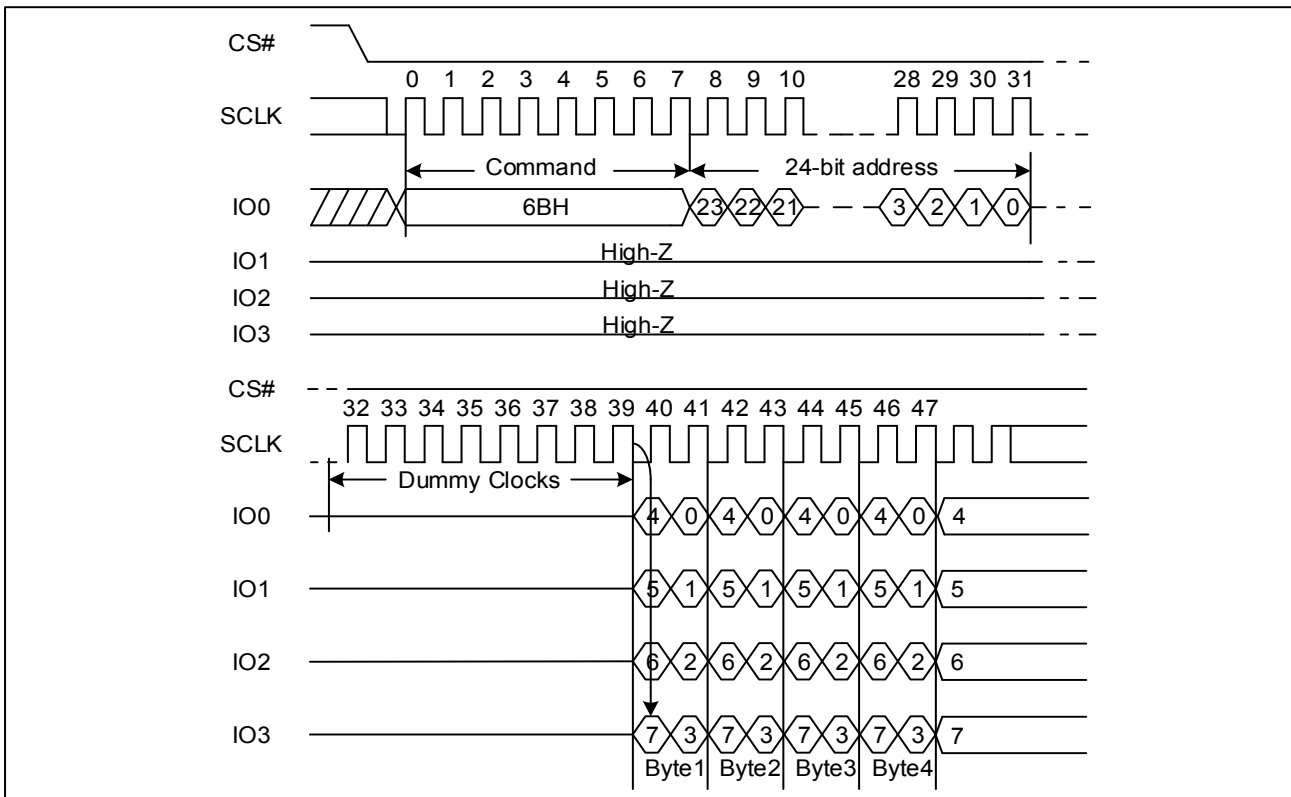 CS#
0 1 2 3 4 5 6 7 8 9 10 28 29 30 31
SCLK
Command 24-bit address
IO0 6BH 23 22 21 3 2 1 0
High-Z
IO1
High-Z
IO2
High-Z
IO3
CS#
32 33 34 35 36 37 38 39 40 41 42 43 44 45 46 47
SCLK
Dummy Clocks
IO0 4 0 4 0 4 0 4 0 4
IO1 5 1 5 1 5 1 5 1 5
IO2 6 2 6 2 6 2 6 2 6
IO3 7 3 7 3 7 3 7 3 7
Byte1 Byte2 Byte3 Byte4